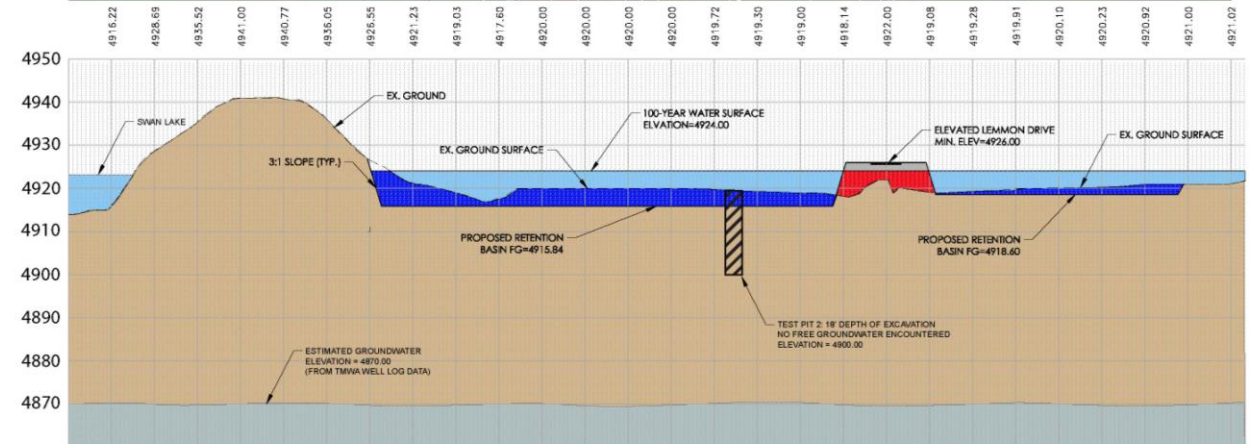 4916.22
4928.69
4935.52
4941.00
4940.77
4936.05
4926.55
4921.23
4919.03
4917.60
4920.00
4920.00
4920.00
4920.00
4919.72
4919.30
4919.00
4918.14
4922.00
4919.08
4919.28
4919.91
4920.10
4920.23
4920.92
4921.00
4921.02
4950
4940
4930
4920
4910
4900
4890
4880
4870
SWAN LAKE
EX. GROUND
3:1 SLOPE (TYP.)
EX. GROUND SURFACE
100-YEAR WATER SURFACE
ELVATION=4924.00
ELEVATED LEMMON DRIVE
MIN. ELEV=4926.00
EX. GROUND SURFACE
PROPOSED RETENTION
BASIN FG=4915.84
PROPOSED RETENTION
BASIN FG=4918.60
TEST PIT 2: 18' DEPTH OF EXCAVATION
NO FREE GROUNDWATER ENCOUNTERED
ELEVATION = 4900.00
ESTIMATED GROUNDWATER
ELEVATION = 4870.00
(FROM TMWA WELL LOG DATA)